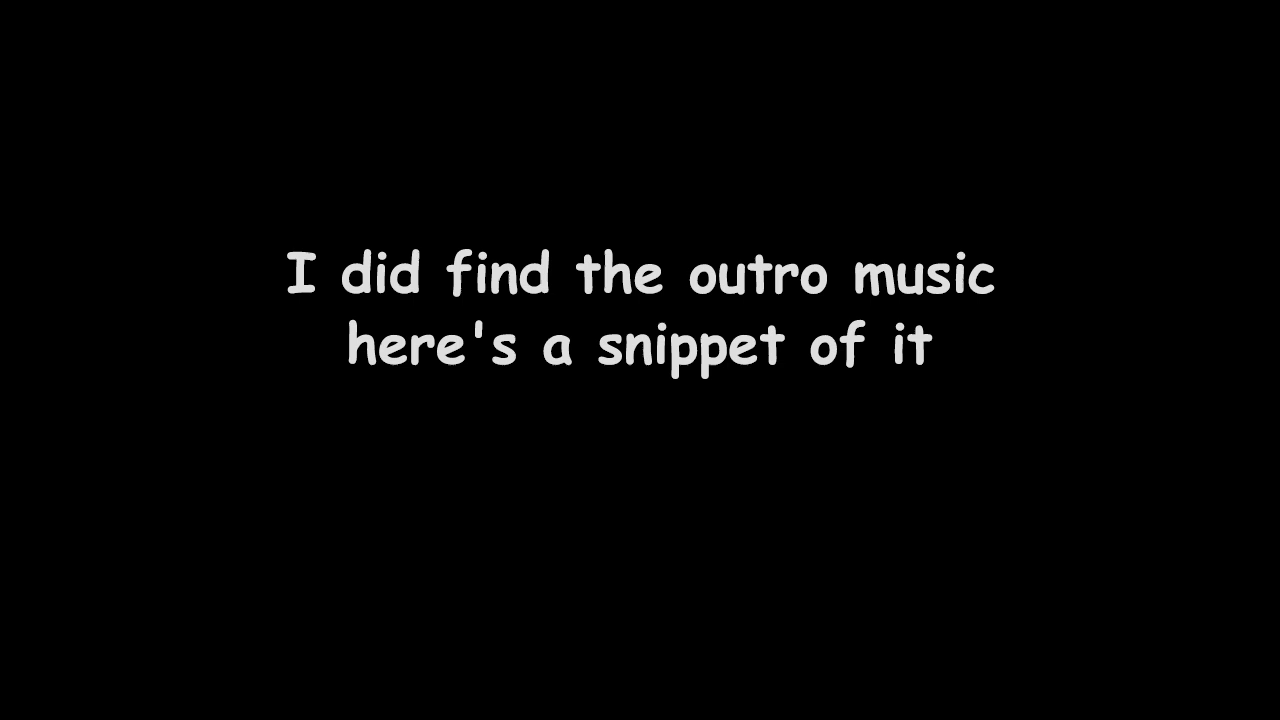 I did find the outro music
here's a snippet of it